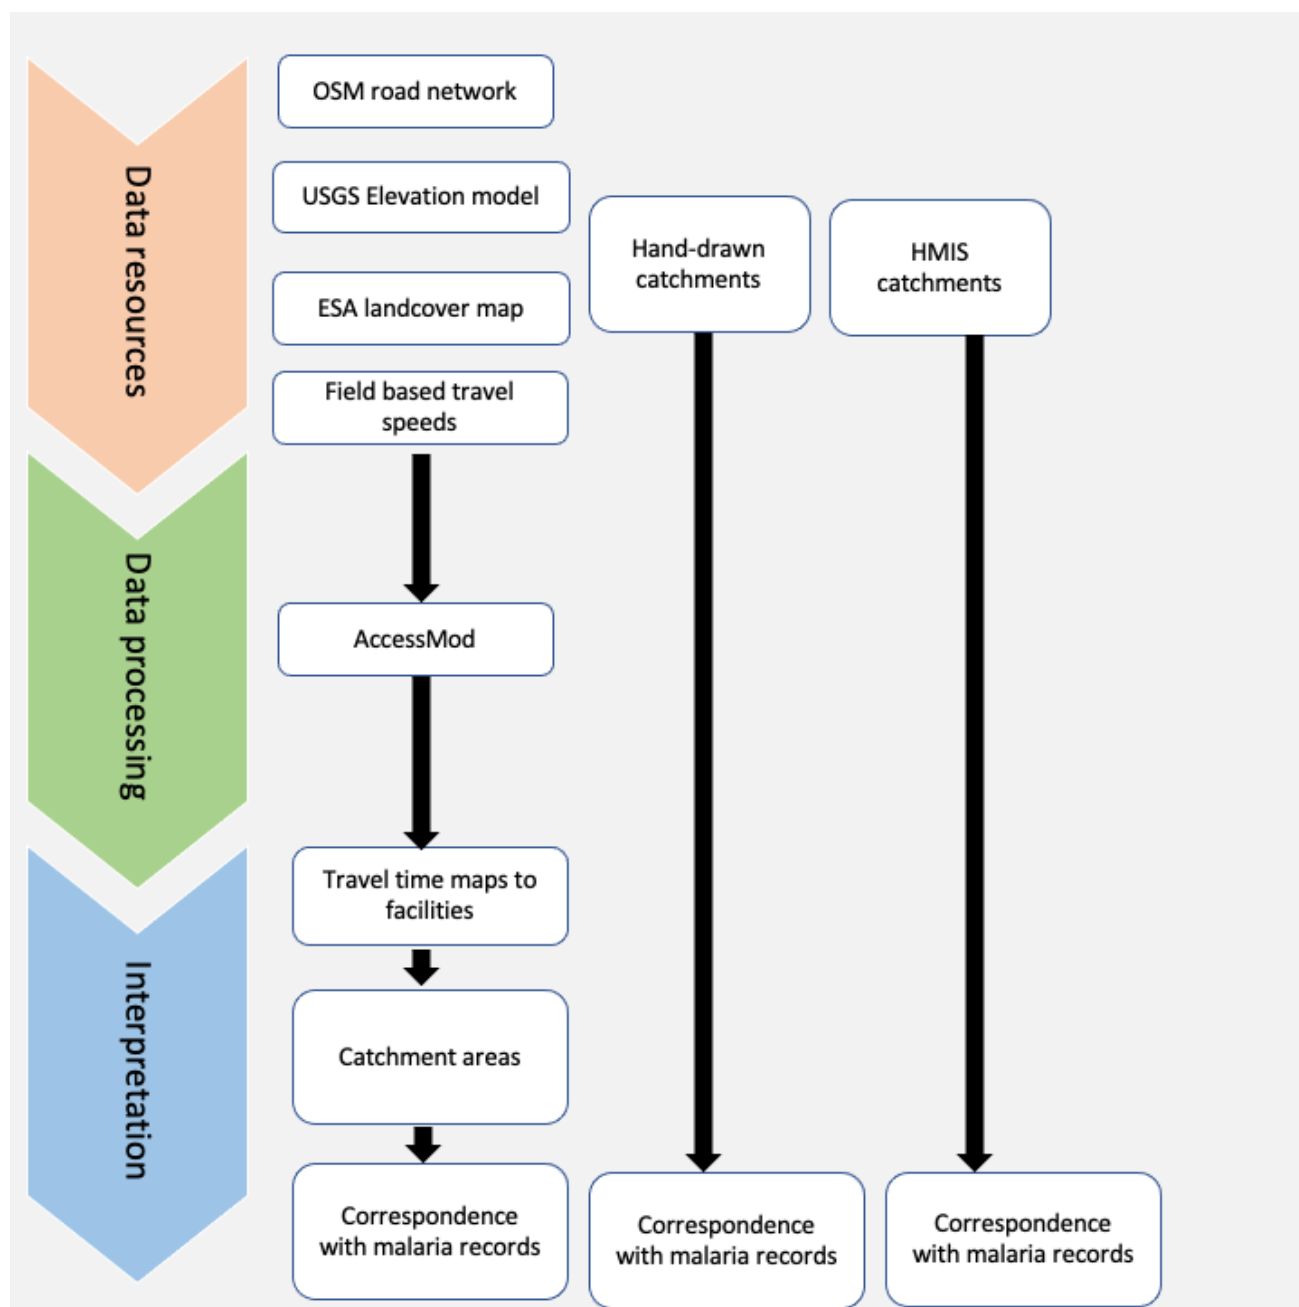 Data resources
OSM road network
USGS Elevation model
ESA landcover map
Field based travel
speeds
Hand-drawn
catchments
HMIS
catchments
Data processing
AccessMod
Interpretation
Travel time maps to
facilities
Catchment areas
Correspondence
with malaria records
Correspondence
with malaria records
Correspondence
with malaria records